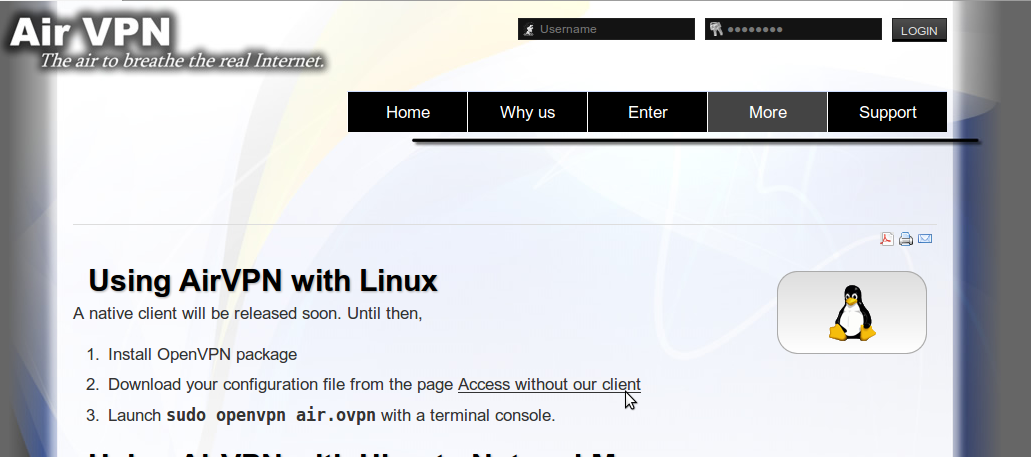 Air VPN
The air to breathe the real Internet.
Username
LOGIN
Home Why us Enter More Support
Using AirVPN with Linux
A native client will be released soon. Until then,
1. Install OpenVPN package
2. Download your configuration file from the page Access without our client
3. Launch sudo openvpn air.ovpn with a terminal console.